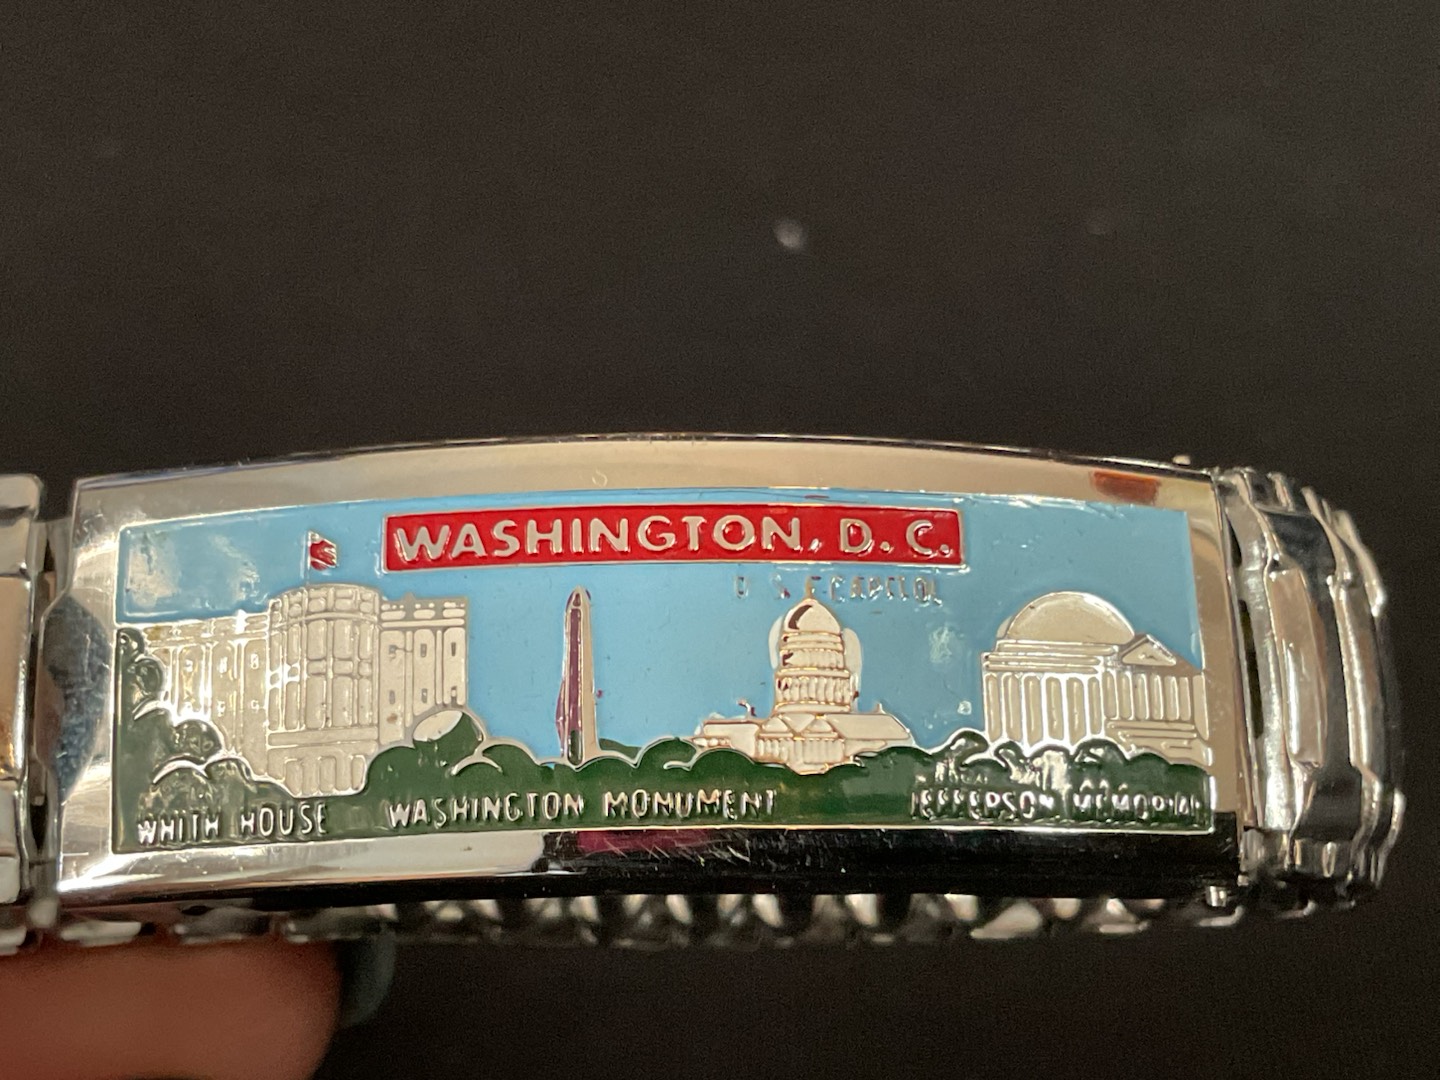 WASHINGTON, D. C.
U S CAPITOL
WHITH HOUSE
WASHINGTON MONUMENT
JEFFERSON MEMORIAL